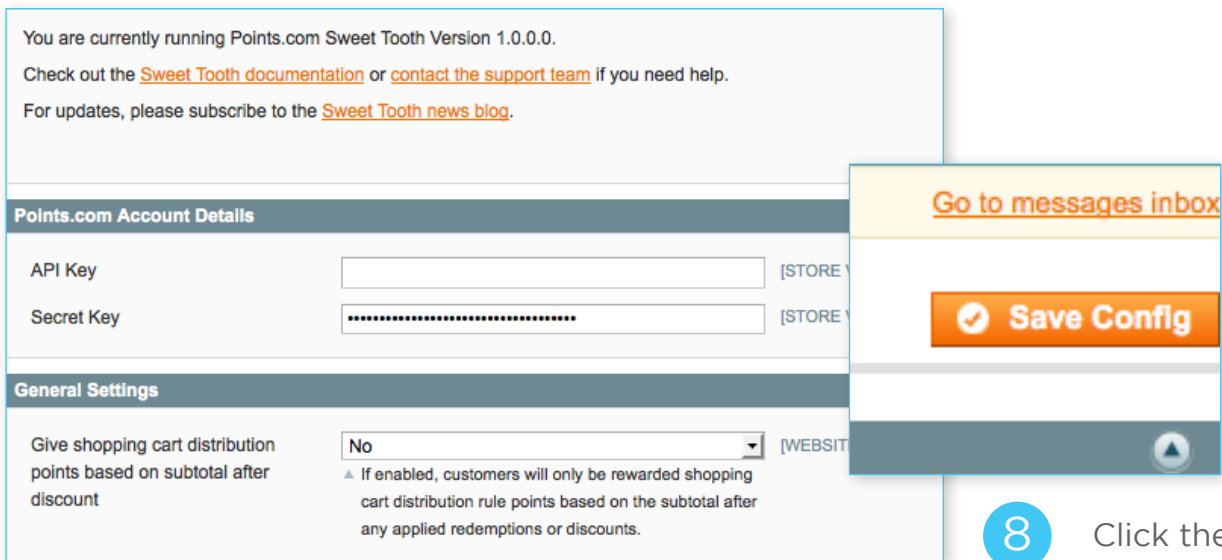 You are currently running Points.com Sweet Tooth Version 1.0.0.0.
Check out the Sweet Tooth documentation or contact the support team if you need help.
For updates, please subscribe to the Sweet Tooth news blog.
Points.com Account Details
API Key
[STORE
Secret Key
••••••••••••••••••••••••••••••••••••
[STORE
General Settings
Give shopping cart distribution
points based on subtotal after
discount
No
[WEBSIT
▲ If enabled, customers will only be rewarded shopping
cart distribution rule points based on the subtotal after
any applied redemptions or discounts.
Go to messages inbox
Save Config
8 Click the